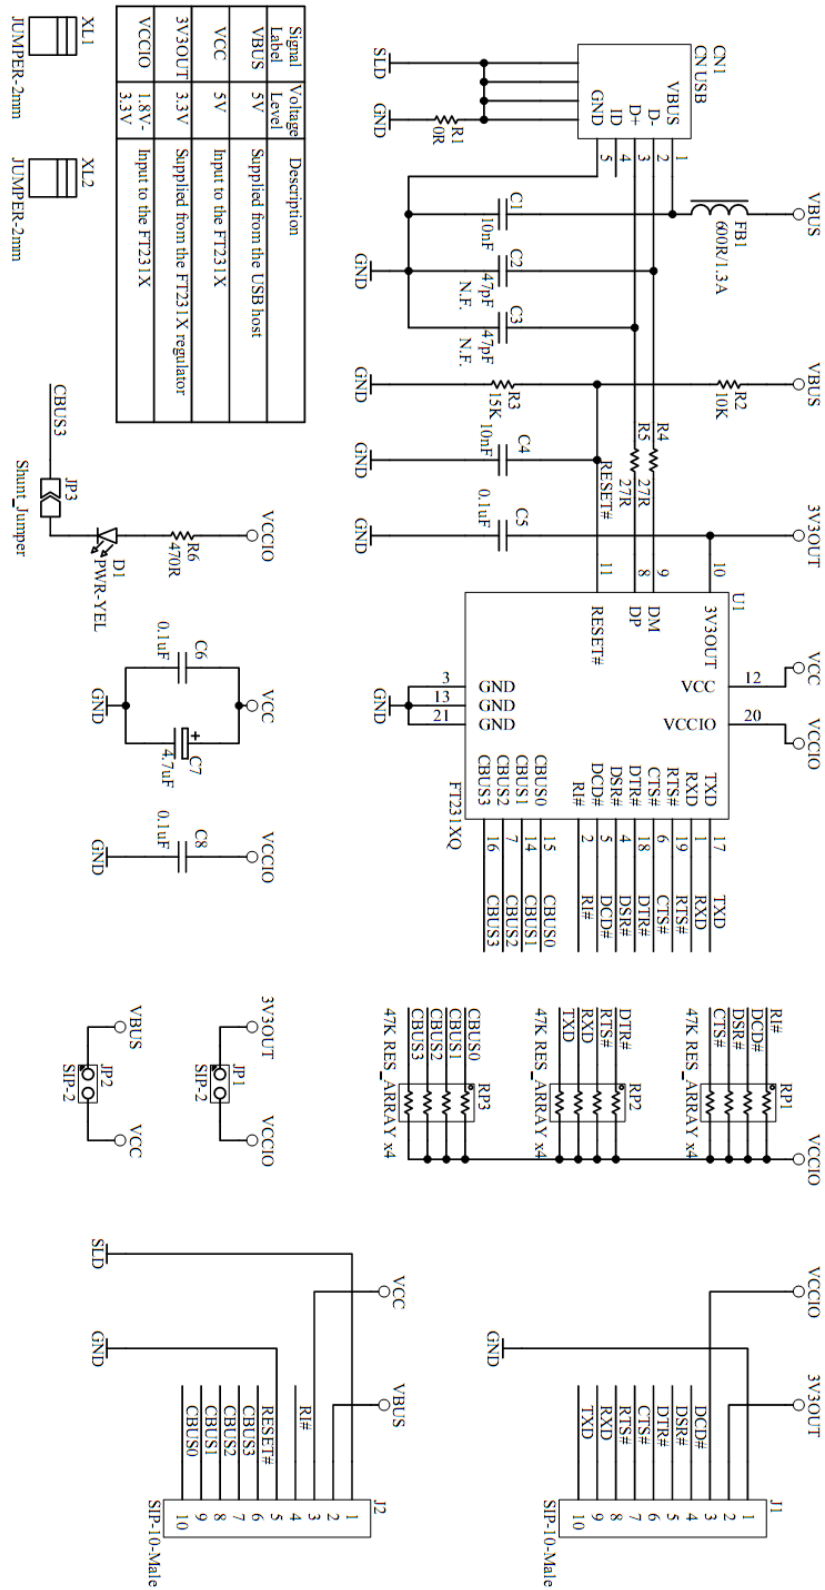 CN1
CN USB
VBUS
D-
D+
ID
GND
1
2
3
4
5
SLD
GND
R1
0R
VBUS
FB1
600R/1.3A
C1
10nF
C2
47pF
N.F.
C3
47pF
N.F.
GND
VBUS
R2
10K
R3
15K
GND
R4
R5
27R
27R
C4
10nF
GND
RESET#
C5
0.1uF
GND
3V3OUT
10
9
8
11
U1
3V3OUT
DM
DP
RESET#
VCC
VCCIO
VCC
12
VCCIO
20
GND
GND
GND
3
13
21
GND
TXD
RXD
RTS#
CTS#
DTR#
DSR#
DCD#
RI#
CBUS0
CBUS1
CBUS2
CBUS3
FT231XQ
17 TXD
1 RXD
19 RTS#
6 CTS#
18 DTR#
4 DSR#
5 DCD#
2 RI#
15 CBUS0
14 CBUS1
7 CBUS2
16 CBUS3
VCCIO
RI#
DCD#
DSR#
CTS#
RP1
47K RES_ARRAY x4
DTR#
RTS#
RXD
TXD
RP2
47K RES_ARRAY x4
CBUS0
CBUS1
CBUS2
CBUS3
RP3
47K RES_ARRAY x4
VCCIO
3V3OUT
GND
J1
1
2
3
DCD# 4
DSR# 5
DTR# 6
CTS# 7
RTS# 8
RXD 9
TXD 10
SIP-10-Male
Signal Label
Voltage Level
Description
VBUS 5V Supplied from the USB host
VCC 5V Input to the FT231X
3V3OUT 3.3V Supplied from the FT231X regulator
VCCIO 1.8V-3.3V Input to the FT231X
XL1
JUMPER-2mm
XL2
JUMPER-2mm
CBUS3
JP3
Shunt_Jumper
D1
PWR-YEL
R6
470R
VCCIO
C6
0.1uF
VCC
+
C7
4.7uF
GND
VCCIO
C8
0.1uF
GND
3V3OUT
JP1
SIP-2
VCCIO
VBUS
JP2
SIP-2
VCC
SLD
VCC
GND
VBUS
J2
1
2
3
RI# 4
5
RESET# 6
CBUS3 7
CBUS2 8
CBUS1 9
CBUS0 10
SIP-10-Male